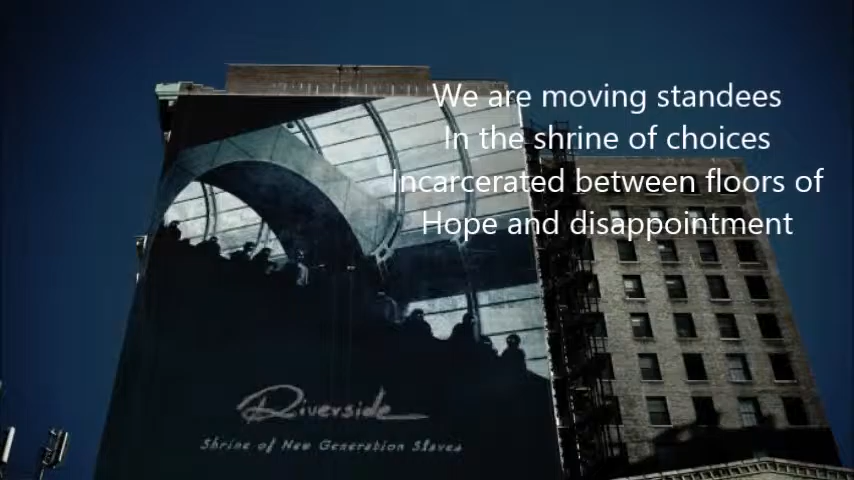 We are moving standees
In the shrine of choices
Incarcerated between floors of
Hope and disappointment
Riverside
Shrine of New Generation Slaves